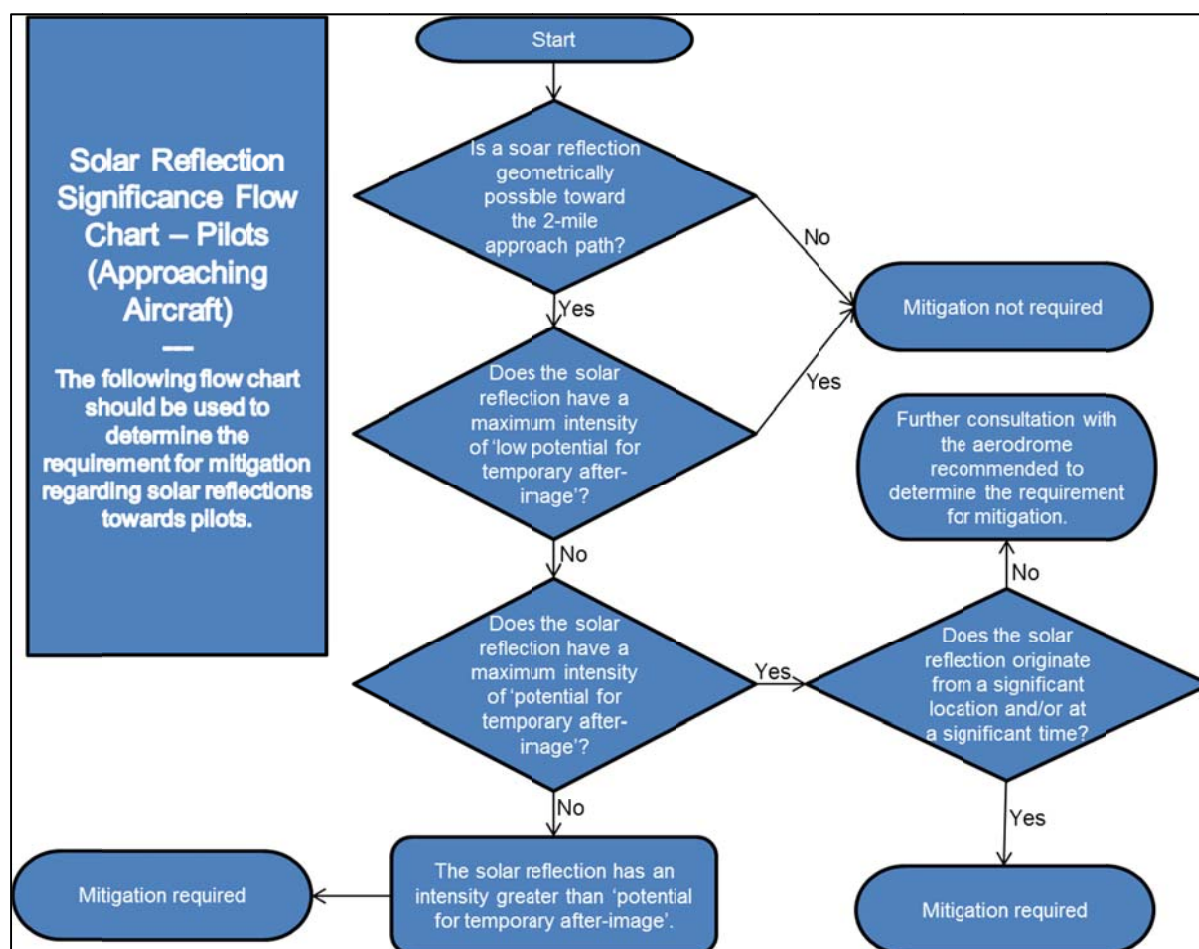 Solar Reflection
Significance Flow
Chart – Pilots
(Approaching
Aircraft)
---
The following flow chart
should be used to
determine the
requirement for mitigation
regarding solar reflections
towards pilots.
Start
Is a soar reflection
geometrically
possible toward
the 2-mile
approach path?
No
Yes
Mitigation not required
Does the solar
reflection have a
maximum intensity
of ‘low potential for
temporary after-
image’?
Yes
No
Further consultation with
the aerodrome
recommended to
determine the requirement
for mitigation.
Does the solar
reflection have a
maximum intensity
of ‘potential for
temporary after-
image’?
Yes
No
Does the solar
reflection originate
from a significant
location and/or at
a significant time?
No
Yes
The solar reflection has an
intensity greater than ‘potential
for temporary after-image’.
Mitigation required
Mitigation required